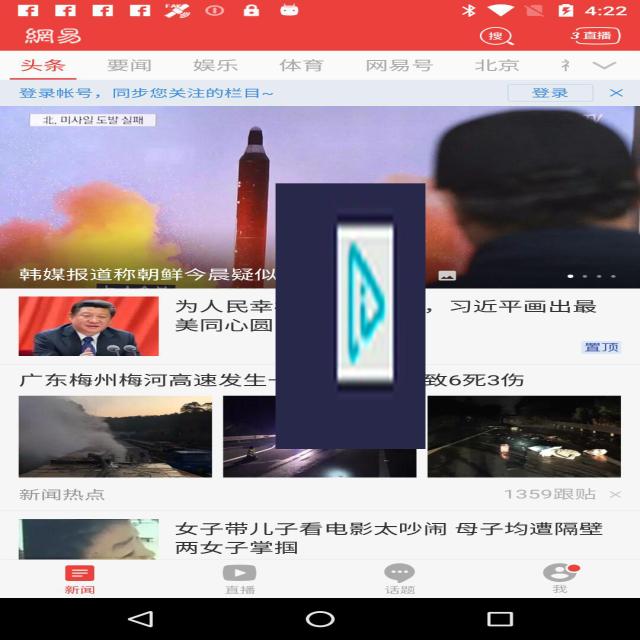 4:22
網易
搜
3直播
头条 要闻 娱乐 体育 网易号 北京
登录帐号，同步您关注的栏目~ 登录
北, 미사일 도발 실패
韩媒报道称朝鲜今晨疑似
为人民幸 ，习近平画出最
美同心圆
置顶
广东梅州梅河高速发生一 致6死3伤
新闻热点 1359跟贴
女子带儿子看电影太吵闹 母子均遭隔壁
两女子掌掴
新闻 直播 话题 我